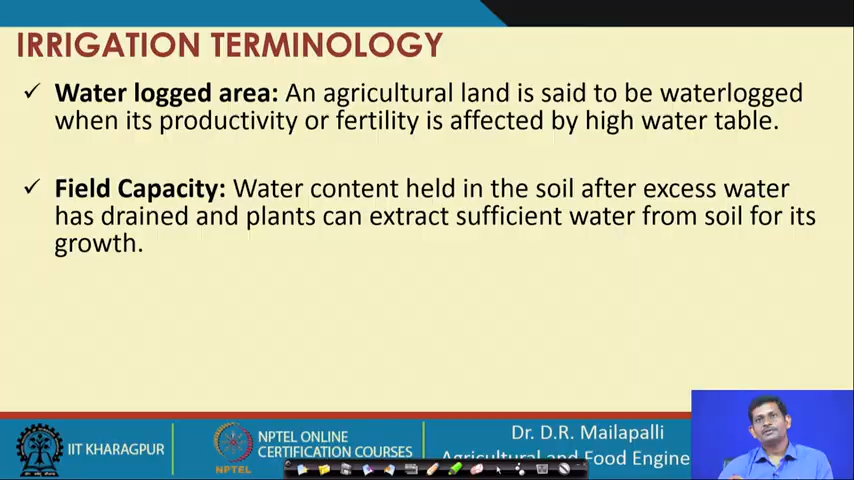 IRRIGATION TERMINOLOGY
✓ Water logged area: An agricultural land is said to be waterlogged
when its productivity or fertility is affected by high water table.
✓ Field Capacity: Water content held in the soil after excess water
has drained and plants can extract sufficient water from soil for its
growth.
IIT KHARAGPUR
NPTEL
NPTEL ONLINE
CERTIFICATION COURSES
Dr. D.R. Mailapalli
Agricultural and Food Engine